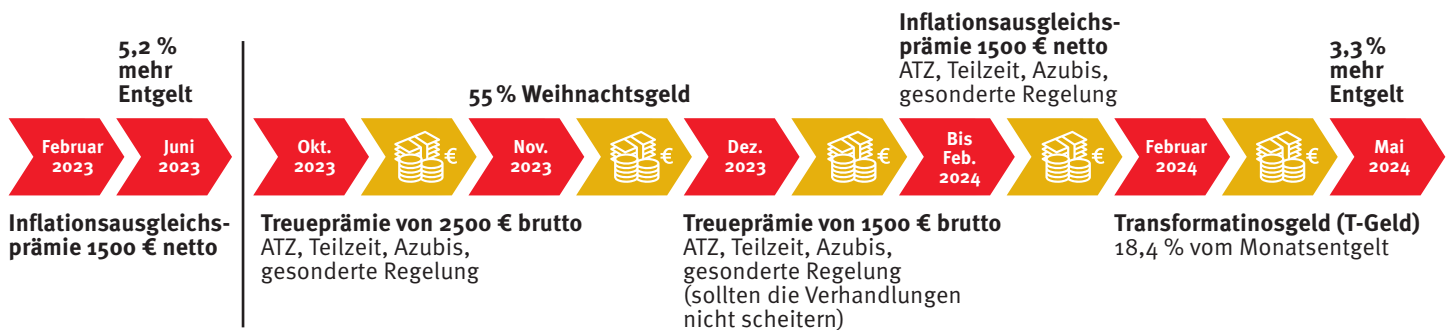 5,2 %
mehr
Entgelt
Februar
2023
Juni
2023
Inflationsausgleichs-
prämie 1500 € netto
Okt.
2023
€
Treueprämie von 2500 € brutto
ATZ, Teilzeit, Azubis,
gesonderte Regelung
55 % Weihnachtsgeld
Nov.
2023
€
Dez.
2023
€
Treueprämie von 1500 € brutto
ATZ, Teilzeit, Azubis,
gesonderte Regelung
(sollten die Verhandlungen
nicht scheitern)
Inflationsausgleichs-
prämie 1500 € netto
ATZ, Teilzeit, Azubis,
gesonderte Regelung
Bis
Feb.
2024
€
Februar
2024
€
Transformatinosgeld (T-Geld)
18,4 % vom Monatsentgelt
3,3 %
mehr
Entgelt
Mai
2024